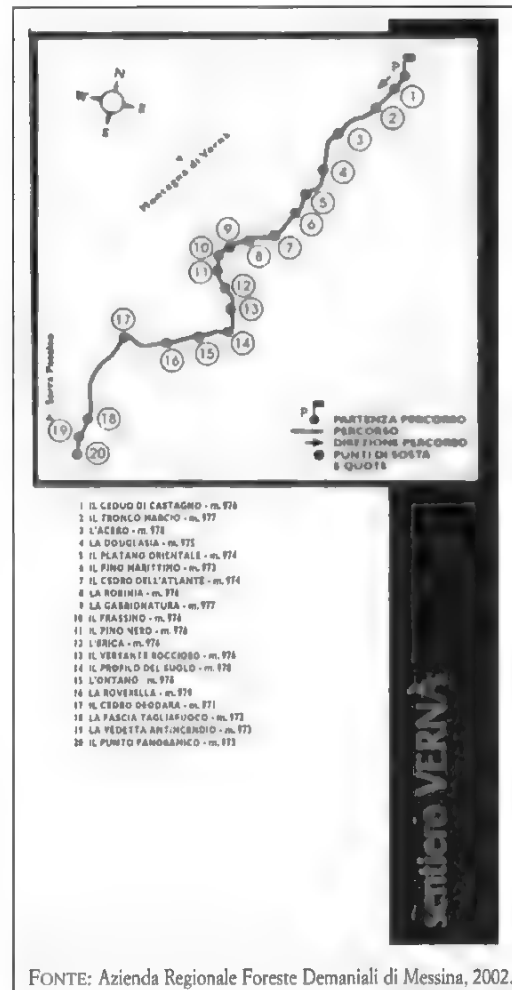 N
W E
S
P
1
2
3
4
5
6
7
8
9
10
11
12
13
14
15
16
17
18
19
20
Montagna di Vernà
Serra
P PARTENZA PERCORSO
PERCORSO
DIREZIONE PERCORSO
PUNTI DI SOSTA
E QUOTE
1 IL CEDUO DI CASTAGNO - m. 976
2 IL TRONCO MARCIO - m. 977
3 L'ACERO - m. 978
4 LA DOUGLASIA - m. 975
5 IL PLATANO ORIENTALE - m. 974
6 IL PINO MARITTIMO - m. 973
7 IL CEDRO DELL'ATLANTE - m. 974
8 LA ROBINIA - m. 976
9 LA GABBIONATURA - m. 977
10 IL FRASSINO - m. 976
11 IL PINO NERO - m. 976
12 L'ERICA - m. 976
13 IL VERSANTE ROCCIOSO - m. 976
14 IL PROFILO DEL SUOLO - m. 978
15 L'ONTANO m. 978
16 LA ROVERELLA - m. 979
17 IL CEDRO DEODARA - m. 971
18 LA FASCIA TAGLIAFUOCO - m. 972
19 LA VEDETTA ANTINCENDIO - m. 973
20 IL PUNTO PANORAMICO - m. 973
sentiero VERNÀ
FONTE: Azienda Regionale Foreste Demaniali di Messina, 2002.